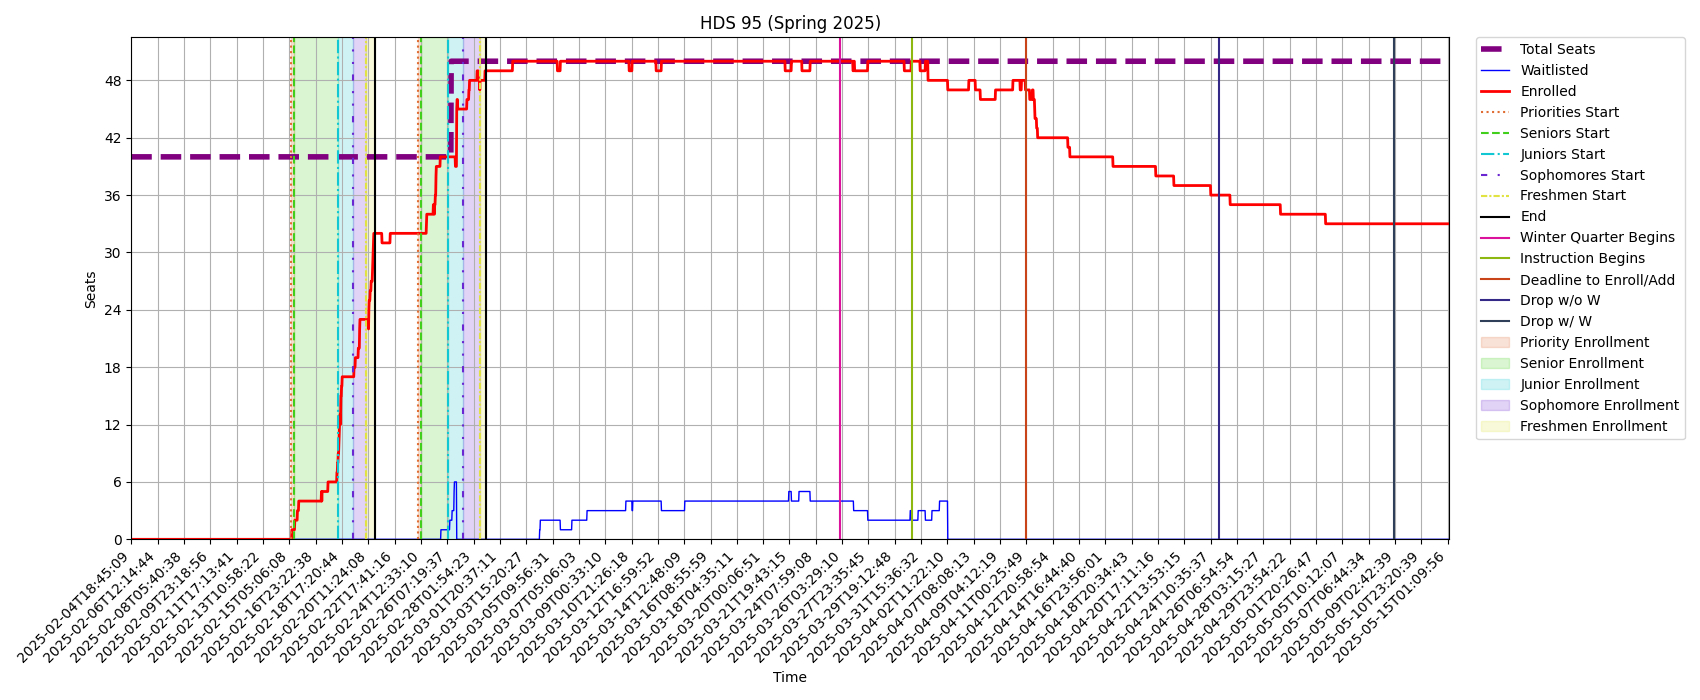 HDS 95 (Spring 2025)
Seats
48
42
36
30
24
18
12
6
0
2025-02-04T18:45:09
2025-02-06T12:14:44
2025-02-08T05:40:38
2025-02-09T23:18:56
2025-02-11T17:13:41
2025-02-13T10:58:22
2025-02-15T05:06:08
2025-02-16T23:22:38
2025-02-18T17:20:44
2025-02-20T11:24:08
2025-02-22T17:41:16
2025-02-24T12:33:10
2025-02-26T07:19:37
2025-02-28T01:54:23
2025-03-01T20:37:11
2025-03-03T15:20:27
2025-03-05T09:56:31
2025-03-07T05:06:03
2025-03-09T00:33:10
2025-03-10T21:26:18
2025-03-12T16:59:52
2025-03-14T12:48:09
2025-03-16T08:55:59
2025-03-18T04:35:11
2025-03-20T00:06:51
2025-03-21T19:43:15
2025-03-24T07:59:08
2025-03-26T03:29:10
2025-03-27T23:35:45
2025-03-29T19:12:48
2025-03-31T15:36:32
2025-04-02T11:22:10
2025-04-07T08:08:13
2025-04-09T04:12:19
2025-04-11T00:25:49
2025-04-12T20:58:54
2025-04-14T16:44:40
2025-04-16T23:56:01
2025-04-18T20:34:43
2025-04-20T17:11:16
2025-04-22T13:53:15
2025-04-24T10:35:37
2025-04-26T06:54:54
2025-04-28T03:15:27
2025-04-29T23:54:22
2025-05-01T20:26:47
2025-05-05T10:12:07
2025-05-07T06:44:34
2025-05-09T02:42:39
2025-05-10T23:20:39
2025-05-15T01:09:56
Time
Total Seats
Waitlisted
Enrolled
Priorities Start
Seniors Start
Juniors Start
Sophomores Start
Freshmen Start
End
Winter Quarter Begins
Instruction Begins
Deadline to Enroll/Add
Drop w/o W
Drop w/ W
Priority Enrollment
Senior Enrollment
Junior Enrollment
Sophomore Enrollment
Freshmen Enrollment